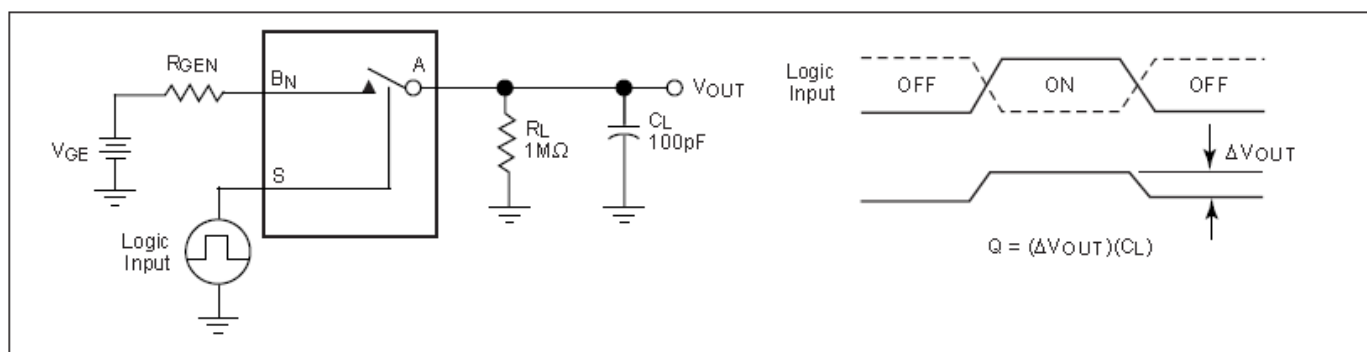 RGEN
BN
A
VOUT
VGE
RL
1MΩ
CL
100pF
S
Logic
Input
Logic
Input
OFF
ON
OFF
ΔVOUT
Q = (ΔVOUT)(CL)